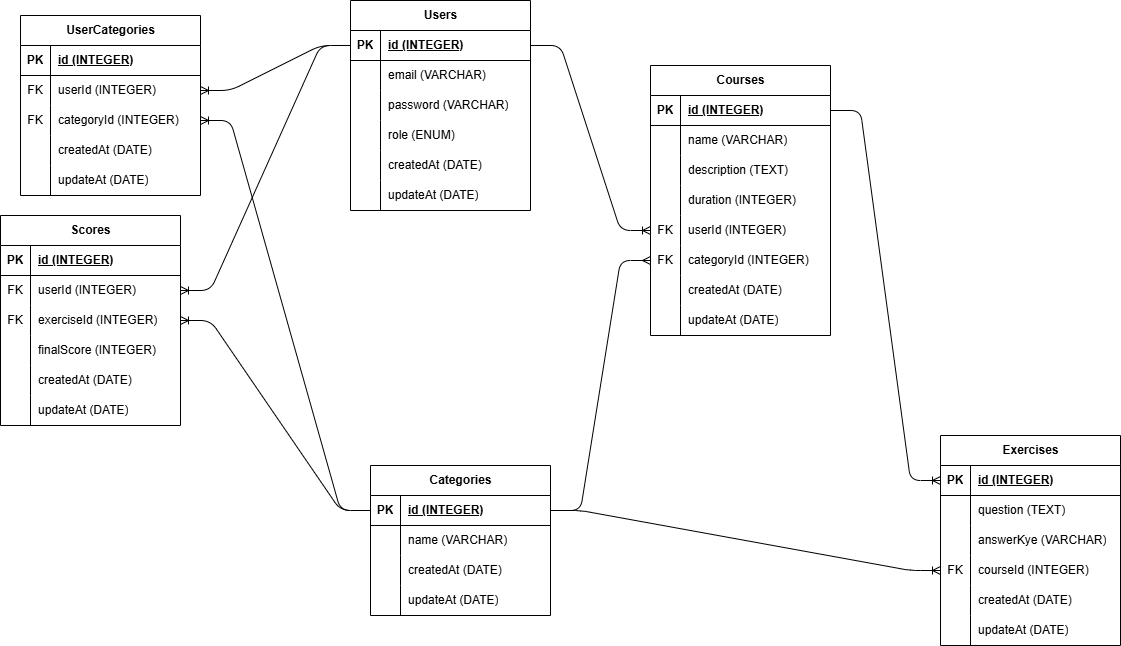 UserCategories
PK id (INTEGER)
FK userId (INTEGER)
FK categoryId (INTEGER)
createdAt (DATE)
updateAt (DATE)
Users
PK id (INTEGER)
email (VARCHAR)
password (VARCHAR)
role (ENUM)
createdAt (DATE)
updateAt (DATE)
Courses
PK id (INTEGER)
name (VARCHAR)
description (TEXT)
duration (INTEGER)
FK userId (INTEGER)
FK categoryId (INTEGER)
createdAt (DATE)
updateAt (DATE)
Scores
PK id (INTEGER)
FK userId (INTEGER)
FK exerciseId (INTEGER)
finalScore (INTEGER)
createdAt (DATE)
updateAt (DATE)
Categories
PK id (INTEGER)
name (VARCHAR)
createdAt (DATE)
updateAt (DATE)
Exercises
PK id (INTEGER)
question (TEXT)
answerKye (VARCHAR)
FK courseId (INTEGER)
createdAt (DATE)
updateAt (DATE)